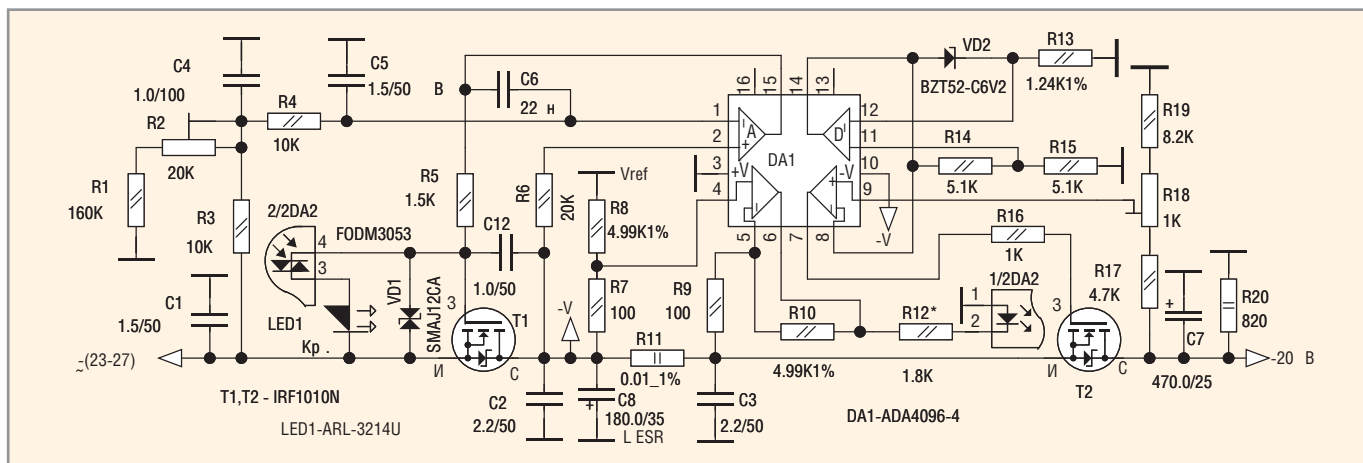 C4
1.0/100
C5
1.5/50
В
C6
22 н
16
15
14
13
VD2
BZT52-C6V2
R13
1.24K1%
R2
20K
R4
10K
1
2
3
4
A
+V
DA1
D
-V
12
11
10
9
R14
5.1K
R15
5.1K
R19
8.2K
R1
160K
R3
10K
2/2DA2
FODM3053
4
3
R5
1.5K
R6
20K
Vref
R8
4.99K1%
5
6
7
8
-V
R16
1K
R18
1K
C12
1.0/50
C1
1.5/50
LED1
Кр .
VD1
SMAJ12CA
3
T1
-V
R7
100
R9
100
R10
4.99K1%
R12*
1.8K
1/2DA2
1
2
3
R17
4.7K
C7
470.0/25
R20
820
~(23-27)
И
С
R11
0.01_1%
И
С
T2
-20 В
T1,T2 - IRF1010N
LED1-ARL-3214U
C2
2.2/50
C8
180.0/35
L ESR
C3
2.2/50
DA1-ADA4096-4